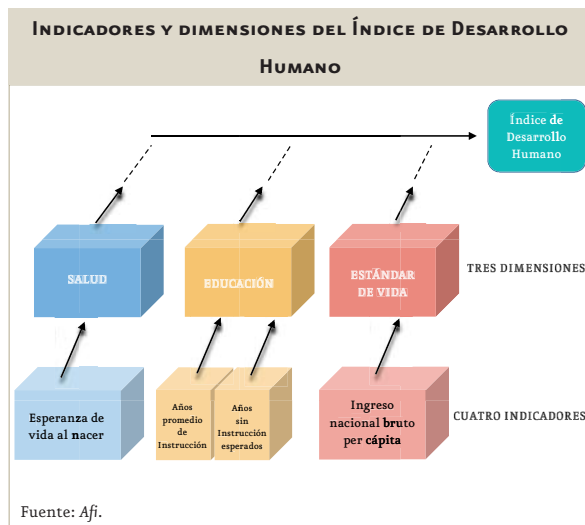 Indicadores y dimensiones del Índice de Desarrollo
Humano
Índice de
Desarrollo
Humano
SALUD
EDUCACIÓN
ESTÁNDAR
DE VIDA
TRES DIMENSIONES
Esperanza de
vida al nacer
Años
promedio
de
Instrucción
Años
sin
Instrucción
esperados
Ingreso
nacional bruto
per cápita
CUATRO INDICADORES
Fuente: Afi.